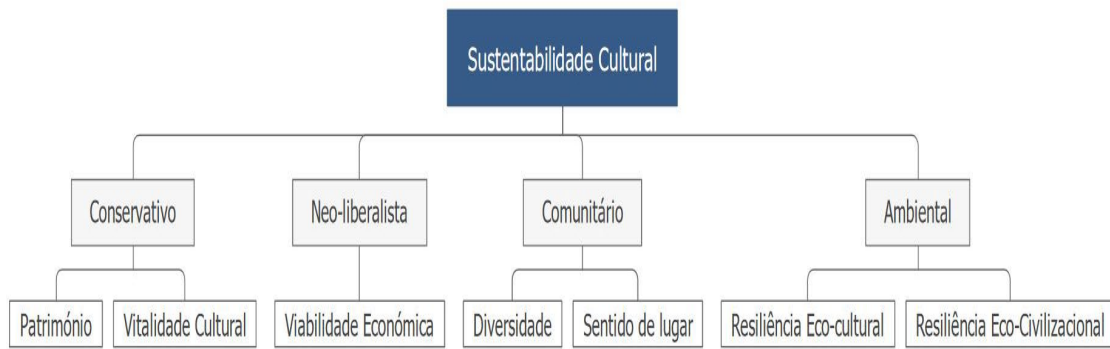 Sustentabilidade Cultural
Conservativo
Neo-liberalista
Comunitário
Ambiental
Património
Vitalidade Cultural
Viabilidade Económica
Diversidade
Sentido de lugar
Resiliência Eco-cultural
Resiliência Eco-Civilizacional